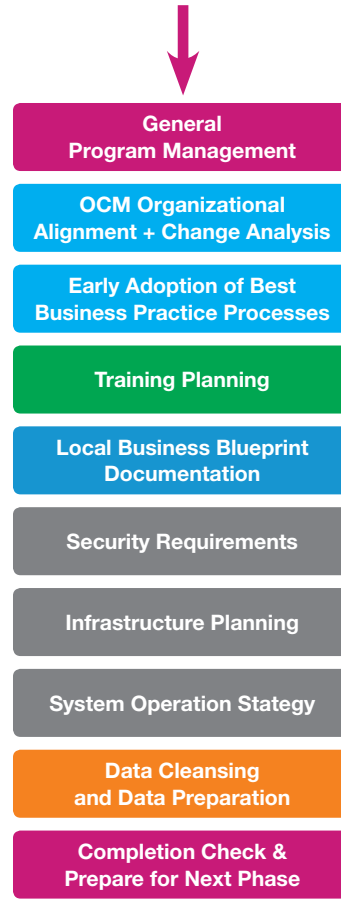 General
Program Management
OCM Organizational
Alignment + Change Analysis
Early Adoption of Best
Business Practice Processes
Training Planning
Local Business Blueprint
Documentation
Security Requirements
Infrastructure Planning
System Operation Stategy
Data Cleansing
and Data Preparation
Completion Check &
Prepare for Next Phase